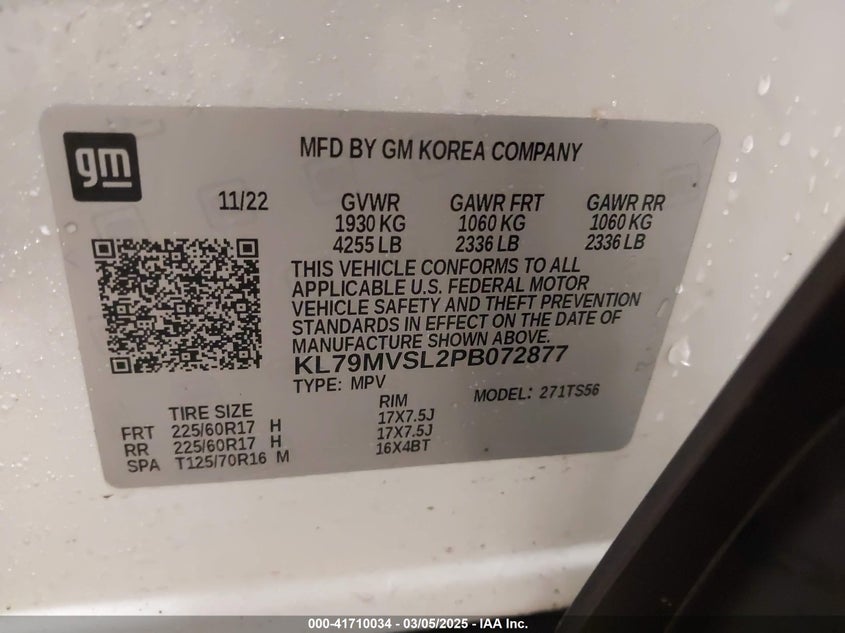 gm
MFD BY GM KOREA COMPANY
11/22 GVWR GAWR FRT GAWR RR
1930 KG 1060 KG 1060 KG
4255 LB 2336 LB 2336 LB
THIS VEHICLE CONFORMS TO ALL
APPLICABLE U.S. FEDERAL MOTOR
VEHICLE SAFETY AND THEFT PREVENTION
STANDARDS IN EFFECT ON THE DATE OF
MANUFACTURE SHOWN ABOVE.
KL79MVSL2PB072877
TYPE: MPV MODEL: 271TS56
TIRE SIZE RIM
FRT 225/60R17 H 17X7.5J
RR 225/60R17 H 17X7.5J
SPA T125/70R16 M 16X4BT
000-41710034 - 03/05/2025 - IAA Inc.